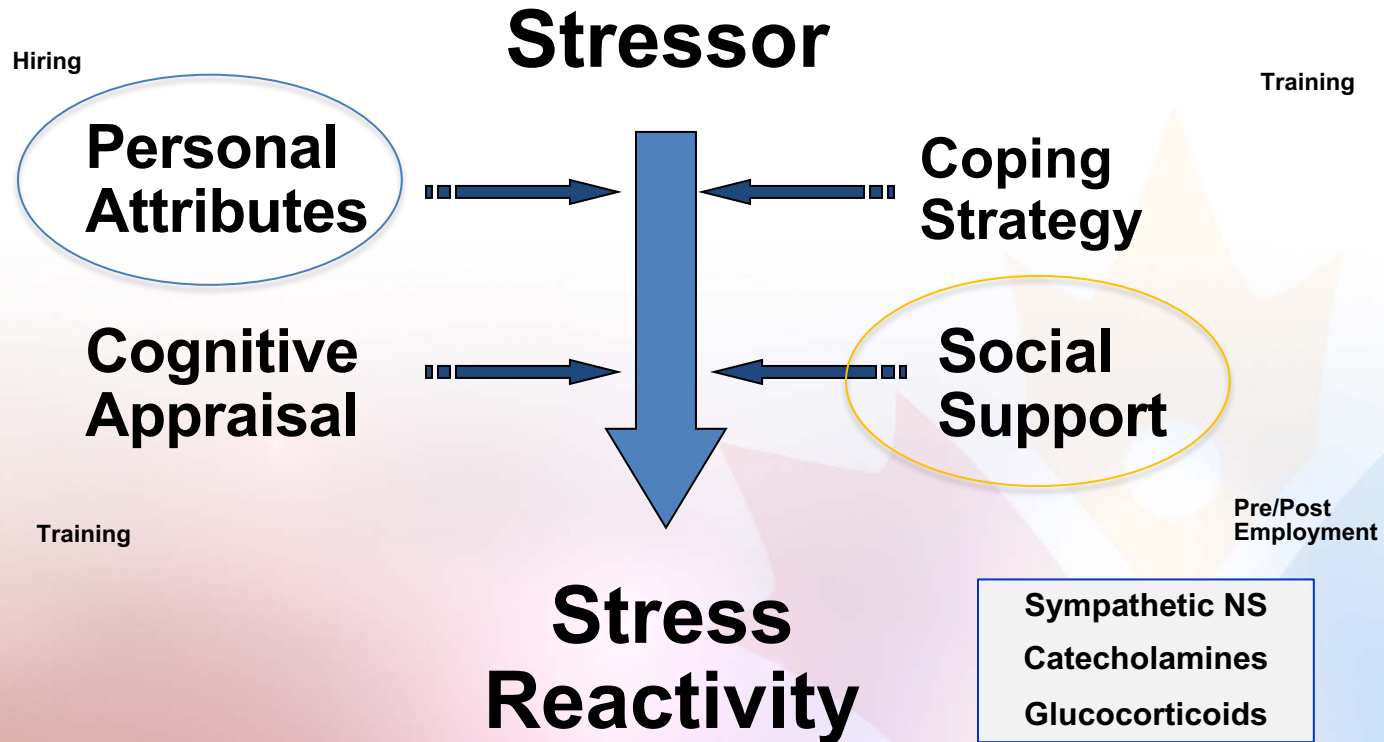 Stressor
Hiring
Training
Personal
Attributes
Coping
Strategy
Cognitive
Appraisal
Social
Support
Training
Pre/Post
Employment
Stress
Reactivity
Sympathetic NS
Catecholamines
Glucocorticoids